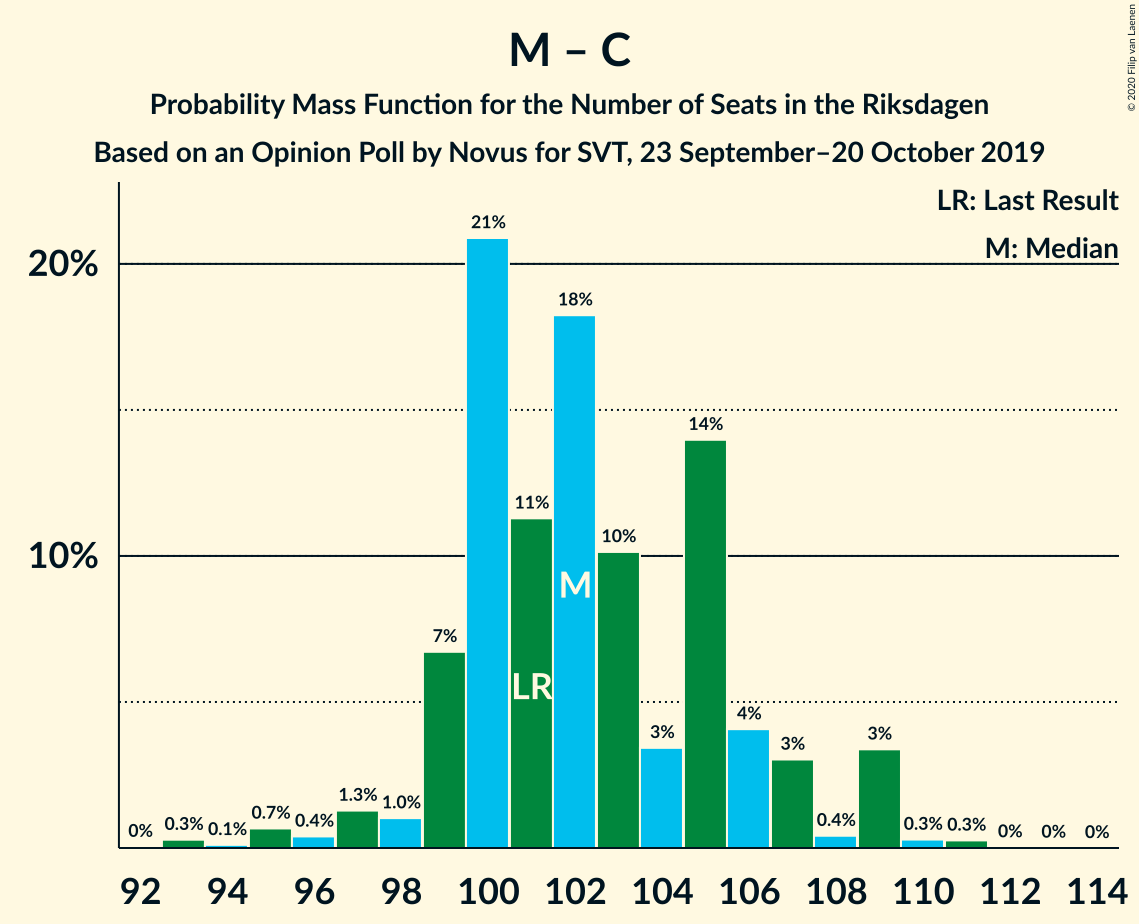 M – C
Probability Mass Function for the Number of Seats in the Riksdagen
Based on an Opinion Poll by Novus for SVT, 23 September–20 October 2019
© 2020 Filip van Laenen
LR: Last Result
M: Median
20%
10%
0%
0.3%
0.1%
0.7%
0.4%
1.3%
1.0%
7%
21%
11%
18%
10%
3%
14%
4%
3%
0.4%
3%
0.3%
0.3%
0%
0%
0%
LR
M
92 94 96 98 100 102 104 106 108 110 112 114